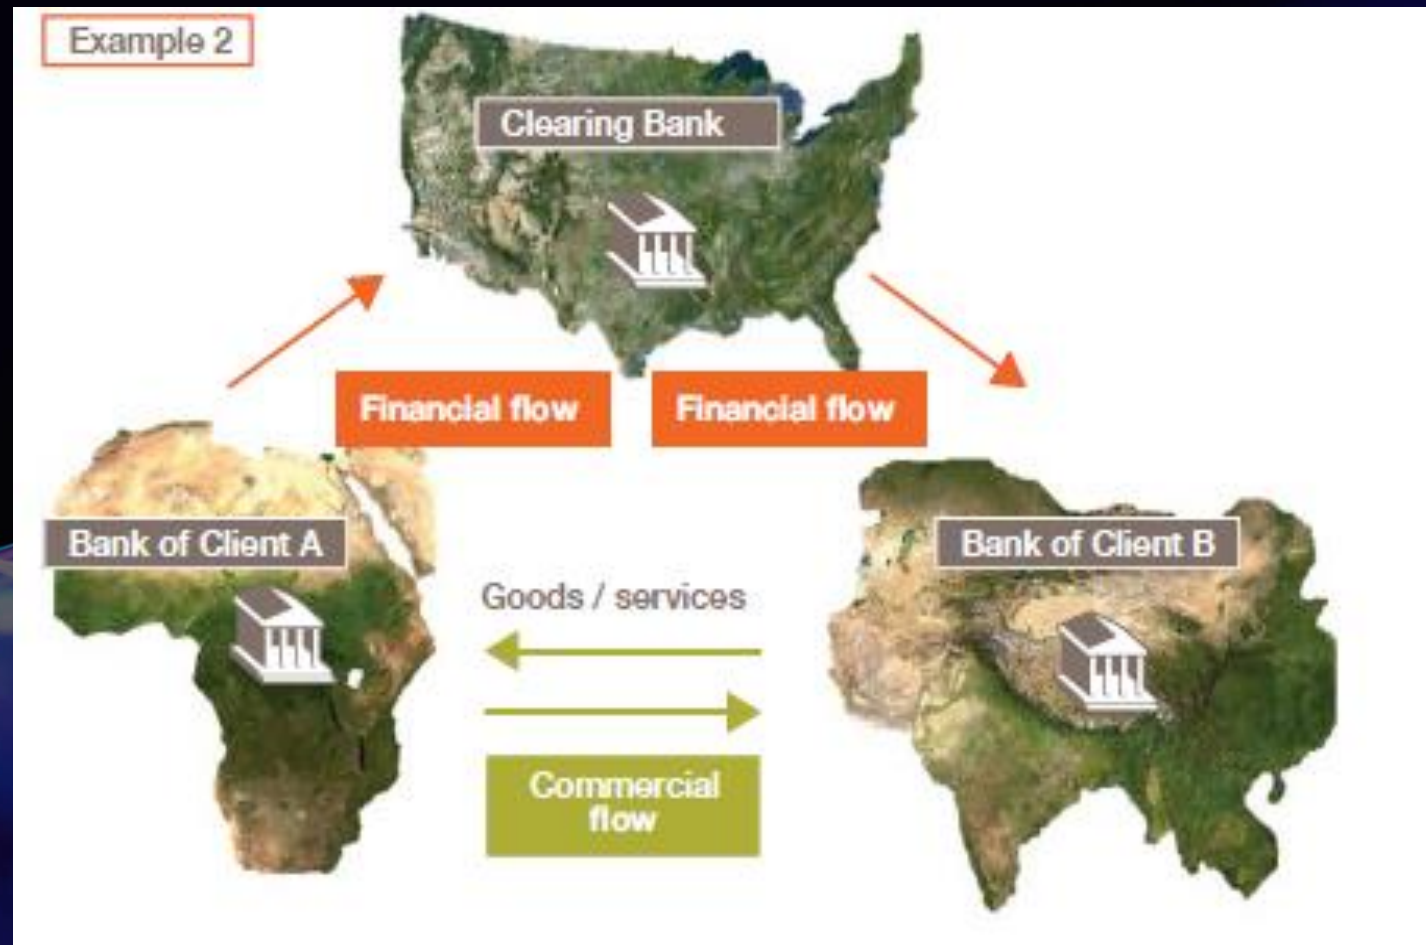 Example 2
Clearing Bank
Financial flow
Financial flow
Bank of Client A
Bank of Client B
Goods / services
Commercial
flow